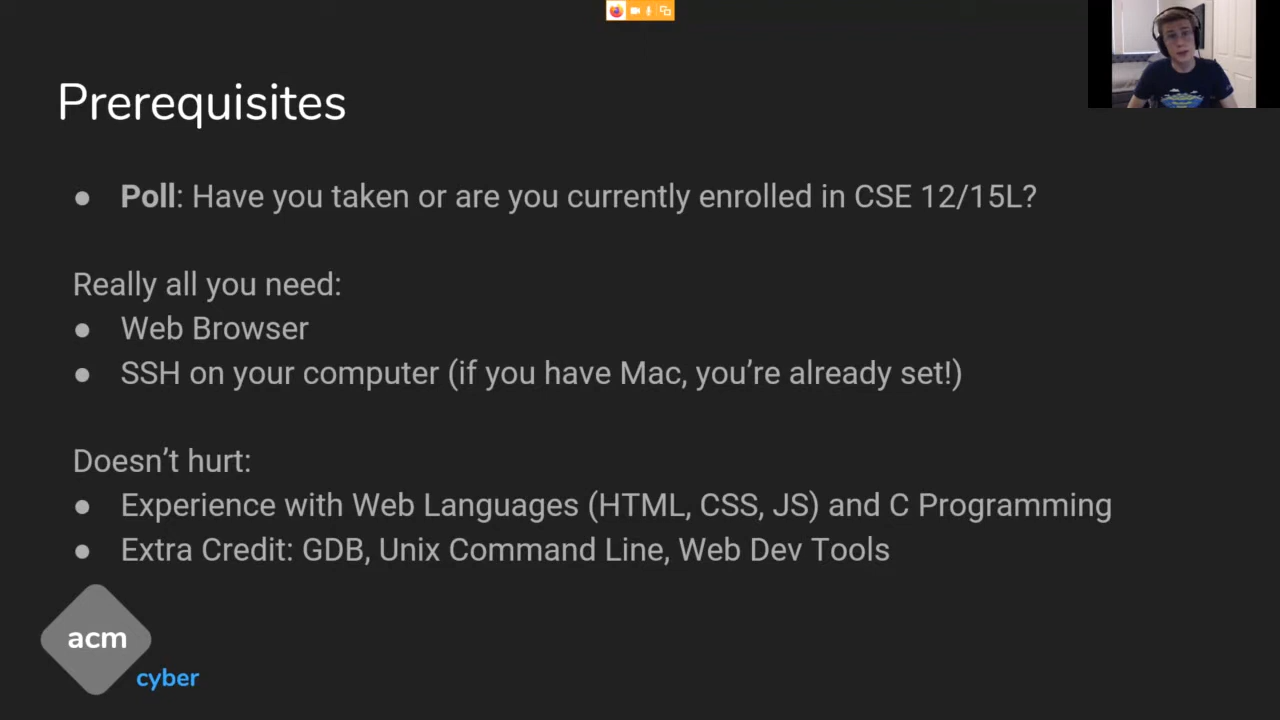 Prerequisites
● Poll: Have you taken or are you currently enrolled in CSE 12/15L?
Really all you need:
● Web Browser
● SSH on your computer (if you have Mac, you’re already set!)
Doesn’t hurt:
● Experience with Web Languages (HTML, CSS, JS) and C Programming
● Extra Credit: GDB, Unix Command Line, Web Dev Tools
acm
cyber